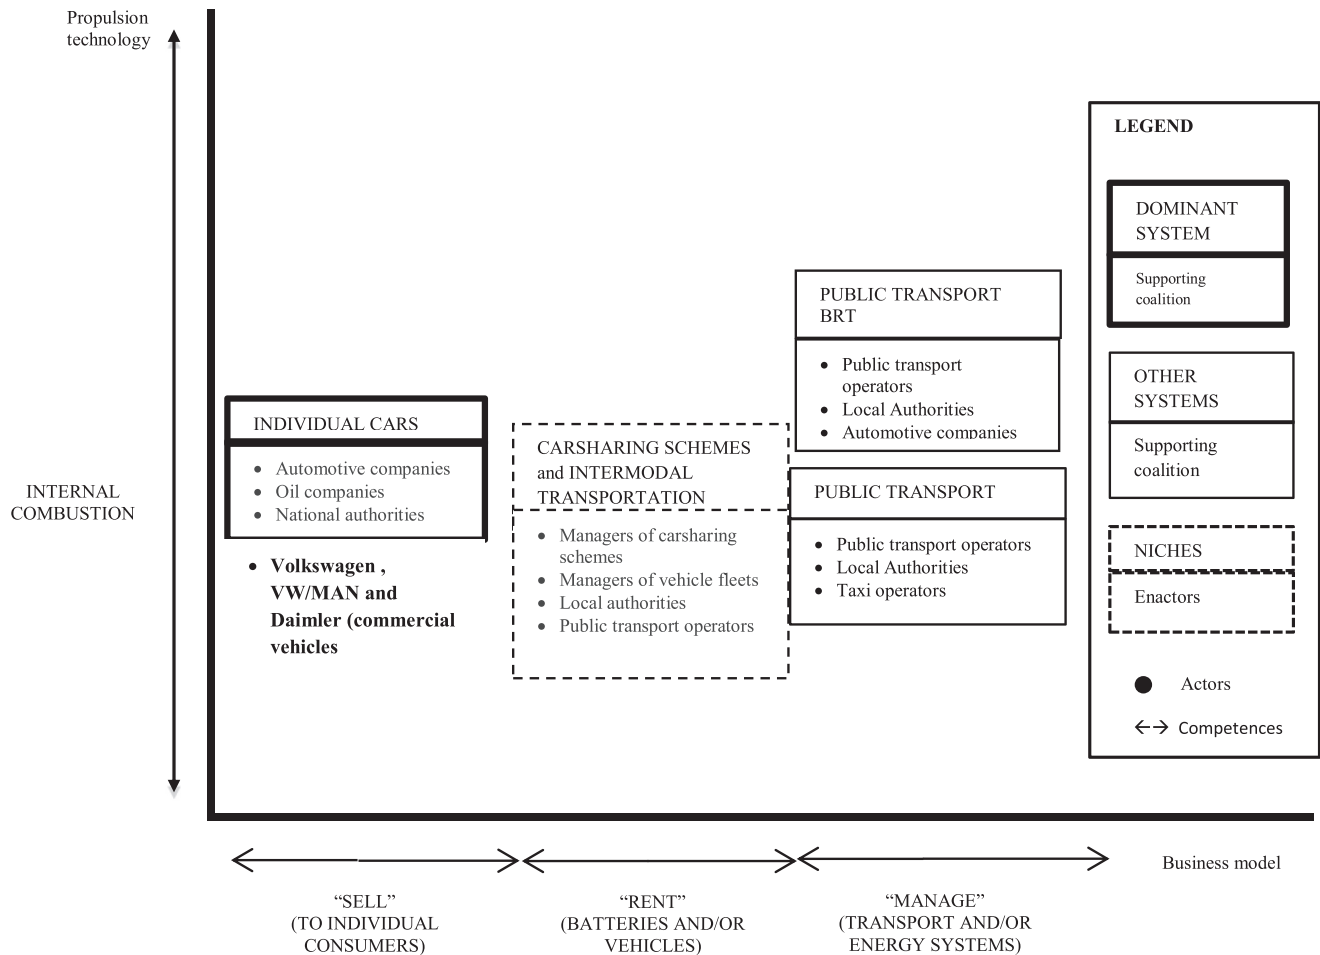 Propulsion
technology
INTERNAL
COMBUSTION
INDIVIDUAL CARS
• Automotive companies
• Oil companies
• National authorities
• Volkswagen ,
VW/MAN and
Daimler (commercial
vehicles
CARSHARING SCHEMES
and INTERMODAL
TRANSPORTATION
• Managers of carsharing
schemes
• Managers of vehicle fleets
• Local authorities
• Public transport operators
PUBLIC TRANSPORT
BRT
• Public transport
operators
• Local Authorities
• Automotive companies
PUBLIC TRANSPORT
• Public transport operators
• Local Authorities
• Taxi operators
LEGEND
DOMINANT
SYSTEM
Supporting
coalition
OTHER
SYSTEMS
Supporting
coalition
NICHES
Enactors
Actors
Competences
“SELL”
(TO INDIVIDUAL
CONSUMERS)
“RENT”
(BATTERIES AND/OR
VEHICLES)
“MANAGE”
(TRANSPORT AND/OR
ENERGY SYSTEMS)
Business model